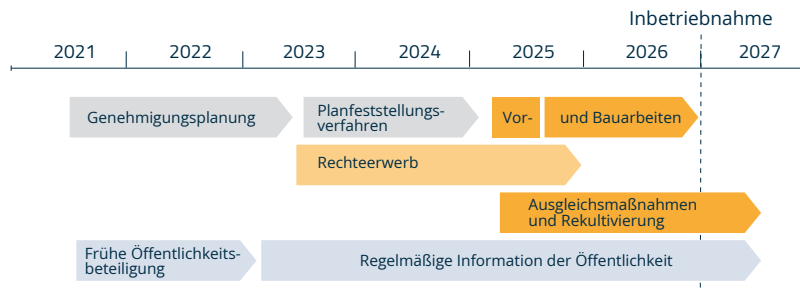 Inbetriebnahme
2021 2022 2023 2024 2025 2026 2027
Genehmigungsplanung
Planfeststellungs-
verfahren
Vor-
und Bauarbeiten
Rechteerwerb
Ausgleichsmaßnahmen
und Rekultivierung
Frühe Öffentlichkeits-
beteiligung
Regelmäßige Information der Öffentlichkeit